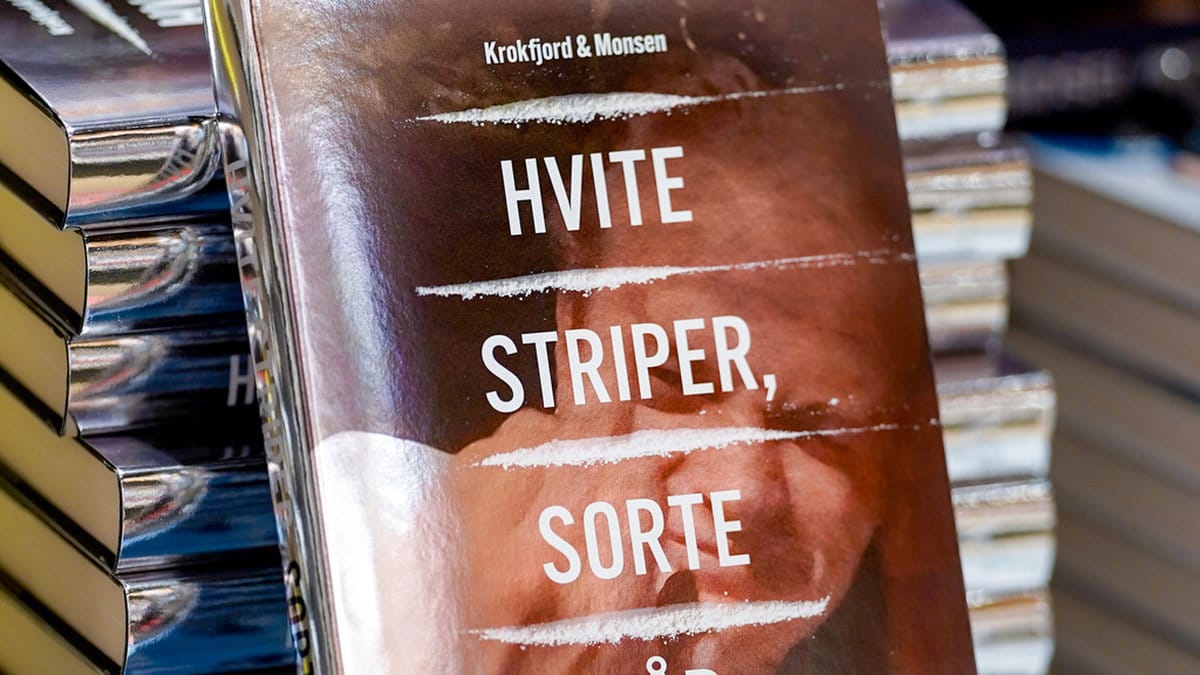 Krokfjord & Monsen
HVITE
STRIPER,
SORTE